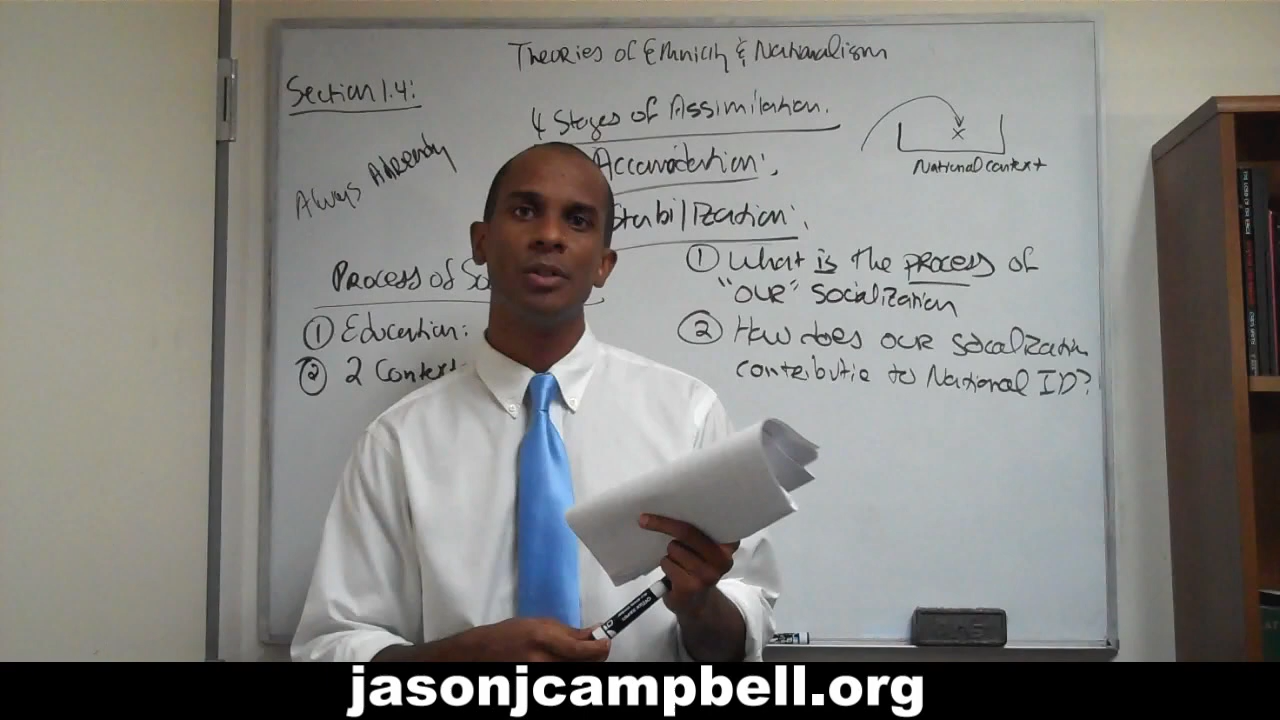 Theories of Ethnicity & Nationalism
Section 1.4:
4 Stages of Assimilation.
Always Already
Accomodation:
National context
Stabilization:
Process of So
① Education:
② 2 Context
① What is the process of
"OUR" Socialization
② How does our socialization
contribute to National ID?
jasonjcampbell.org